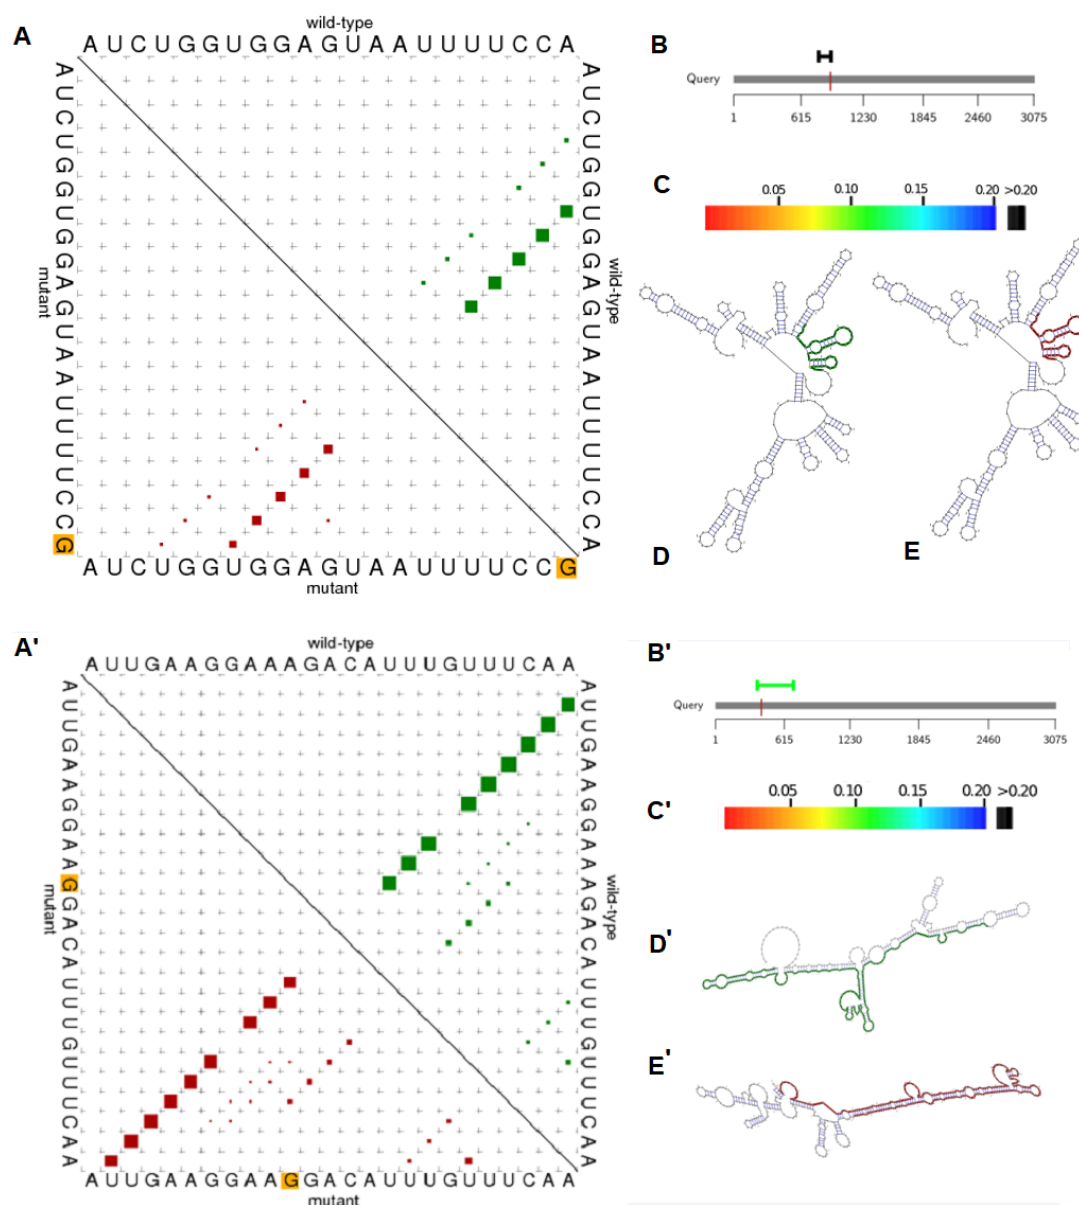 A
wild-type
A U C U G G U G G A G U A A U U U U C C A
A U C U G G U G G A G U A A U U U U C C G
mutant
A U C U G G U G G A G U A A U U U U C C A
wild-type
A U C U G G U G G A G U A A U U U U C C G
mutant
B
Query
1 615 1230 1845 2460 3075
C
0.05 0.10 0.15 0.20 >0.20
D
E
A'
wild-type
A U U G A A G G A A A G A C A U U U G U U U C A A
A U U G A A G G A A G G A C A U U U G U U U C A A
mutant
A U U G A A G G A A A G A C A U U U G U U U C A A
wild-type
A U U G A A G G A A G G A C A U U U G U U U C A A
mutant
B'
Query
1 615 1230 1845 2460 3075
C'
0.05 0.10 0.15 0.20 >0.20
D'
E'